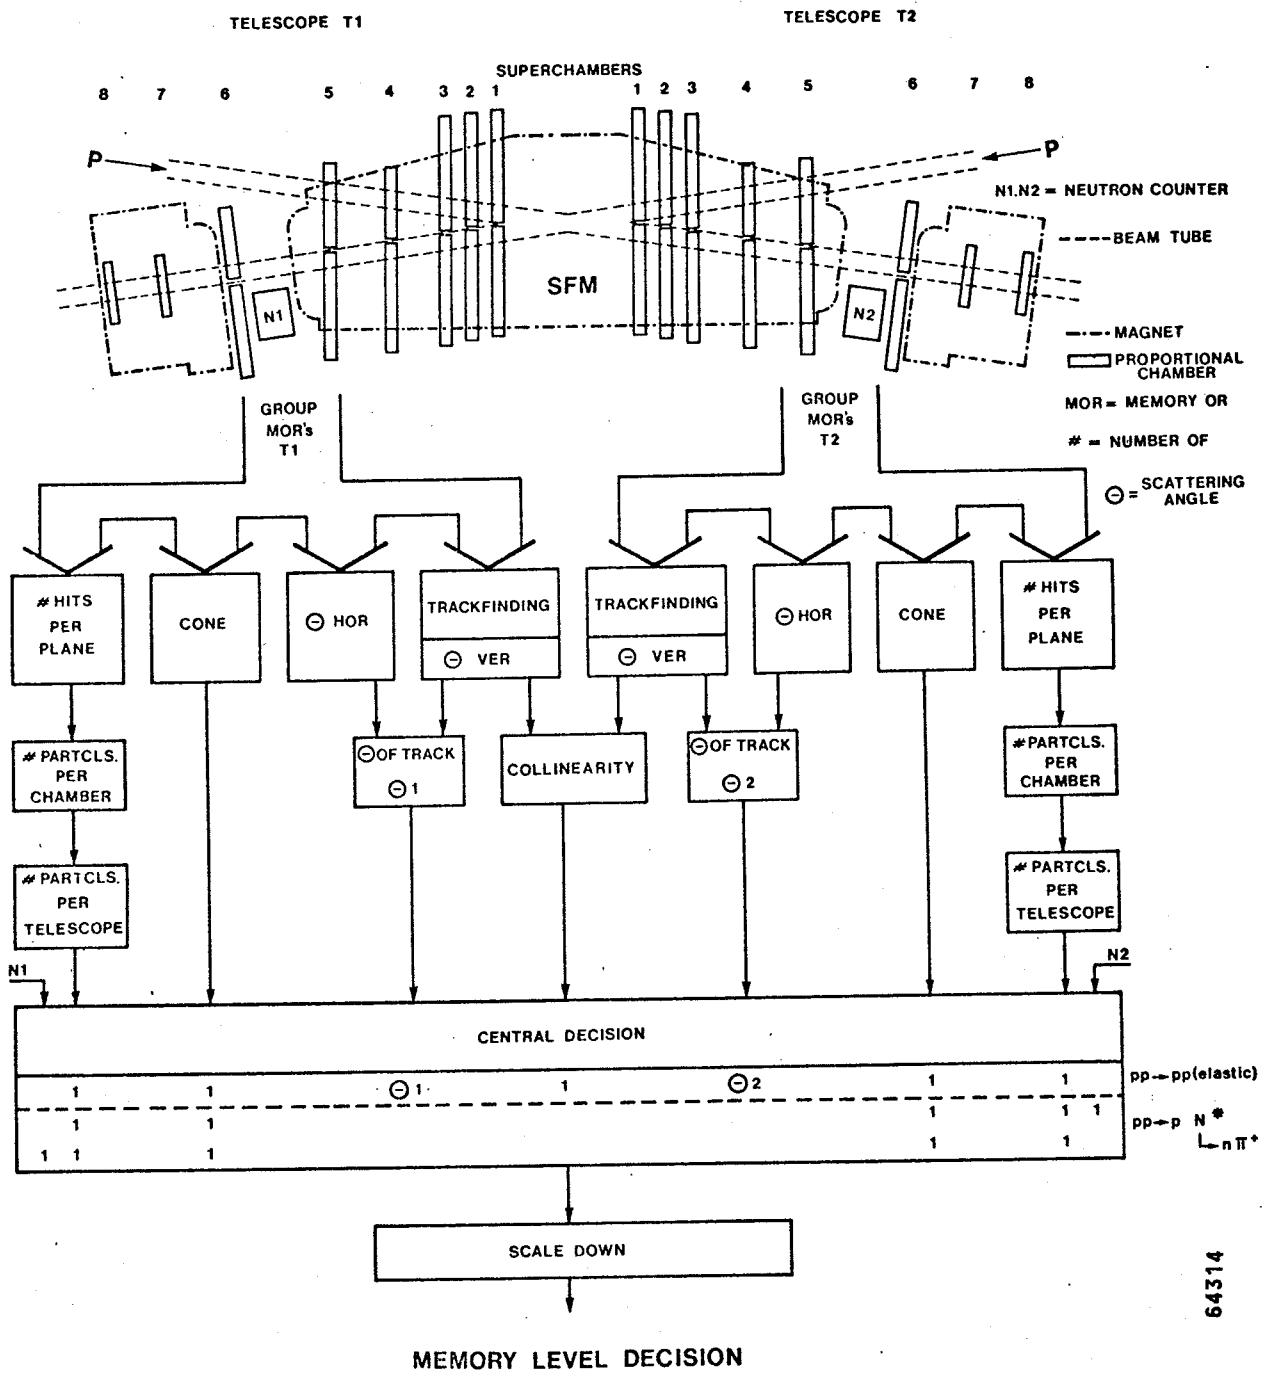 TELESCOPE T1
TELESCOPE T2
SUPERCHAMBERS
8 7 6 5 4 3 2 1
1 2 3 4 5 6 7 8
P
P
N1.N2 = NEUTRON COUNTER
BEAM TUBE
SFM
N1
N2
MAGNET
PROPORTIONAL
CHAMBER
MOR = MEMORY OR
# = NUMBER OF
Θ = SCATTERING
ANGLE
GROUP
MOR's
T1
GROUP
MOR's
T2
# HITS
PER
PLANE
CONE
Θ HOR
TRACKFINDING
Θ VER
TRACKFINDING
Θ VER
Θ HOR
CONE
# HITS
PER
PLANE
# PARTCLS.
PER
CHAMBER
Θ OF TRACK
Θ 1
COLLINEARITY
Θ OF TRACK
Θ 2
# PARTCLS.
PER
CHAMBER
# PARTCLS.
PER
TELESCOPE
# PARTCLS.
PER
TELESCOPE
N1
N2
CENTRAL DECISION
1 1 Θ 1 1 Θ 2 1 1 pp→pp(elastic)
1 1 1 1 1 pp→p N*
1 1 1 1 1 ↳nπ+
SCALE DOWN
MEMORY LEVEL DECISION
64314